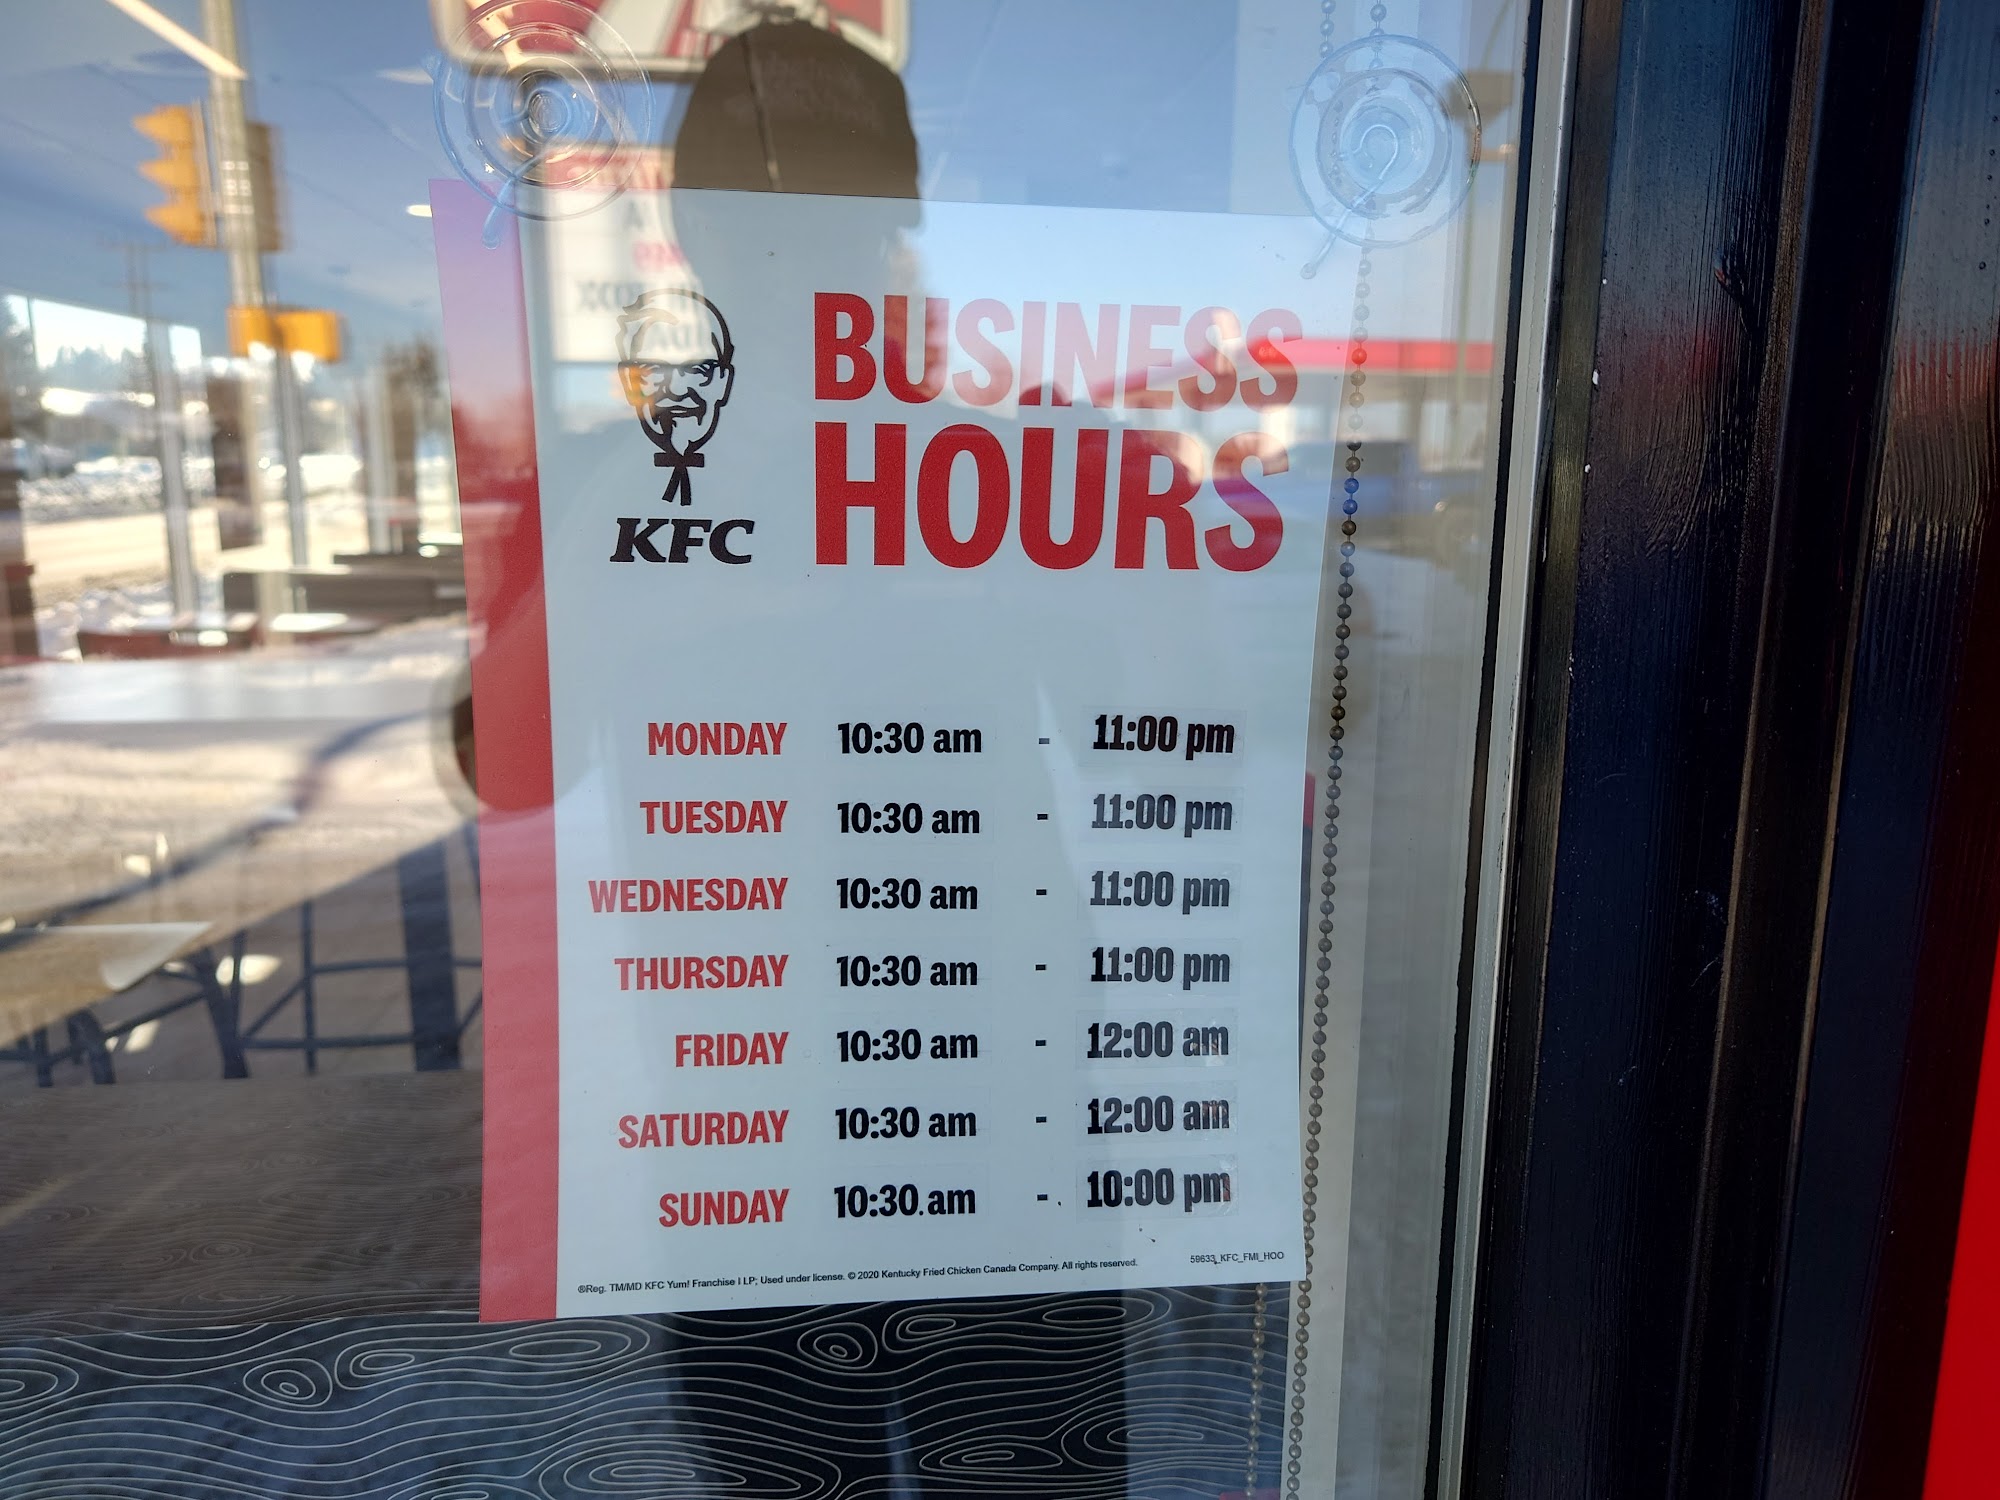 BUSINESS
HOURS
KFC
MONDAY 10:30 am - 11:00 pm
TUESDAY 10:30 am - 11:00 pm
WEDNESDAY 10:30 am - 11:00 pm
THURSDAY 10:30 am - 11:00 pm
FRIDAY 10:30 am - 12:00 am
SATURDAY 10:30 am - 12:00 am
SUNDAY 10:30 am - 10:00 pm
®Reg. TM/MD KFC Yum! Franchise I LP; Used under license. © 2020 Kentucky Fried Chicken Canada Company. All rights reserved.
59633_KFC_FMI_HOO